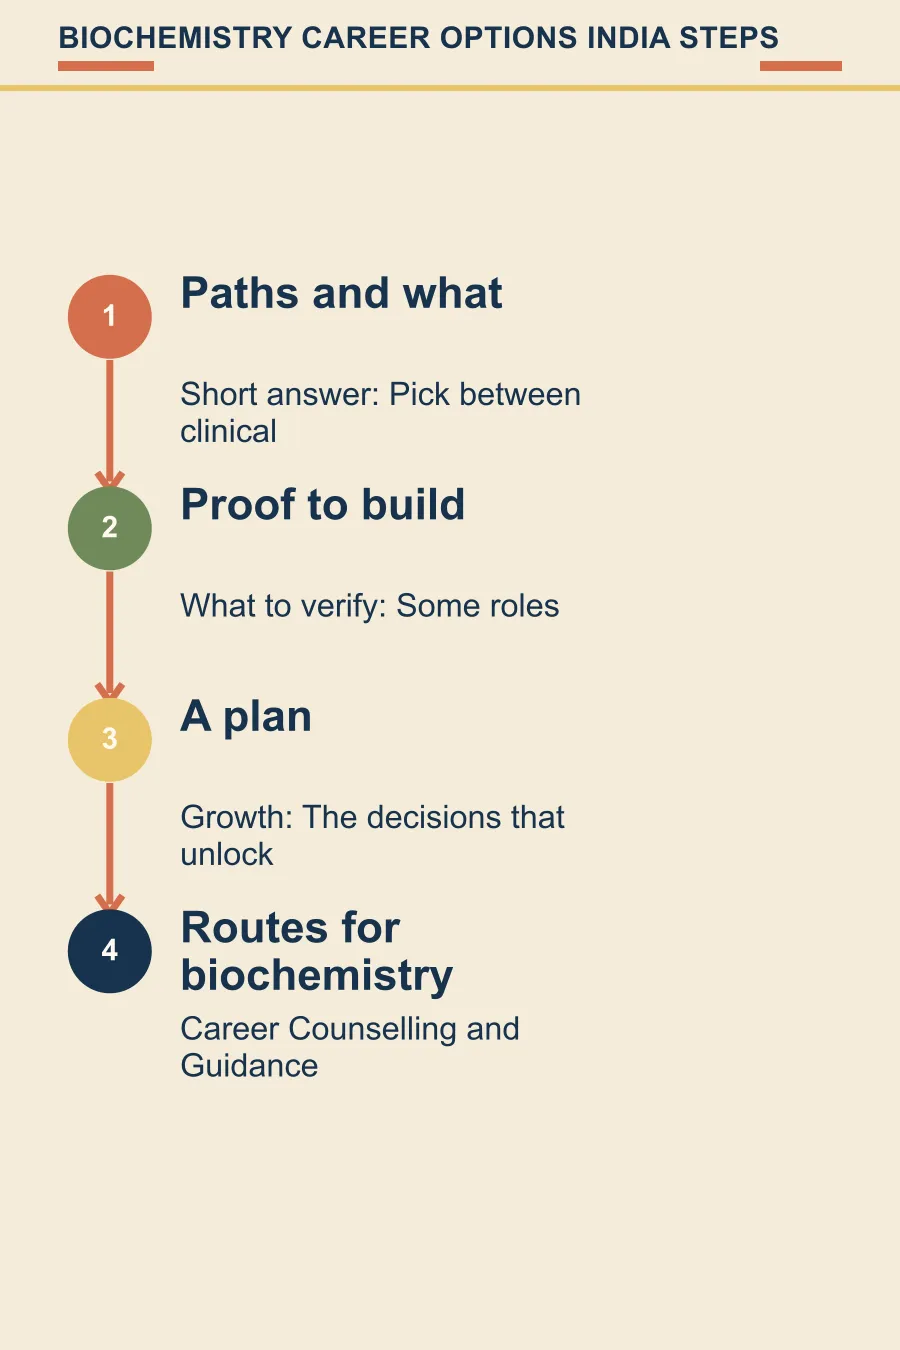 BIOCHEMISTRY CAREER OPTIONS INDIA STEPS
1
Paths and what
Short answer: Pick between
clinical
2
Proof to build
What to verify: Some roles
3
A plan
Growth: The decisions that
unlock
4
Routes for
biochemistry
Career Counselling and
Guidance